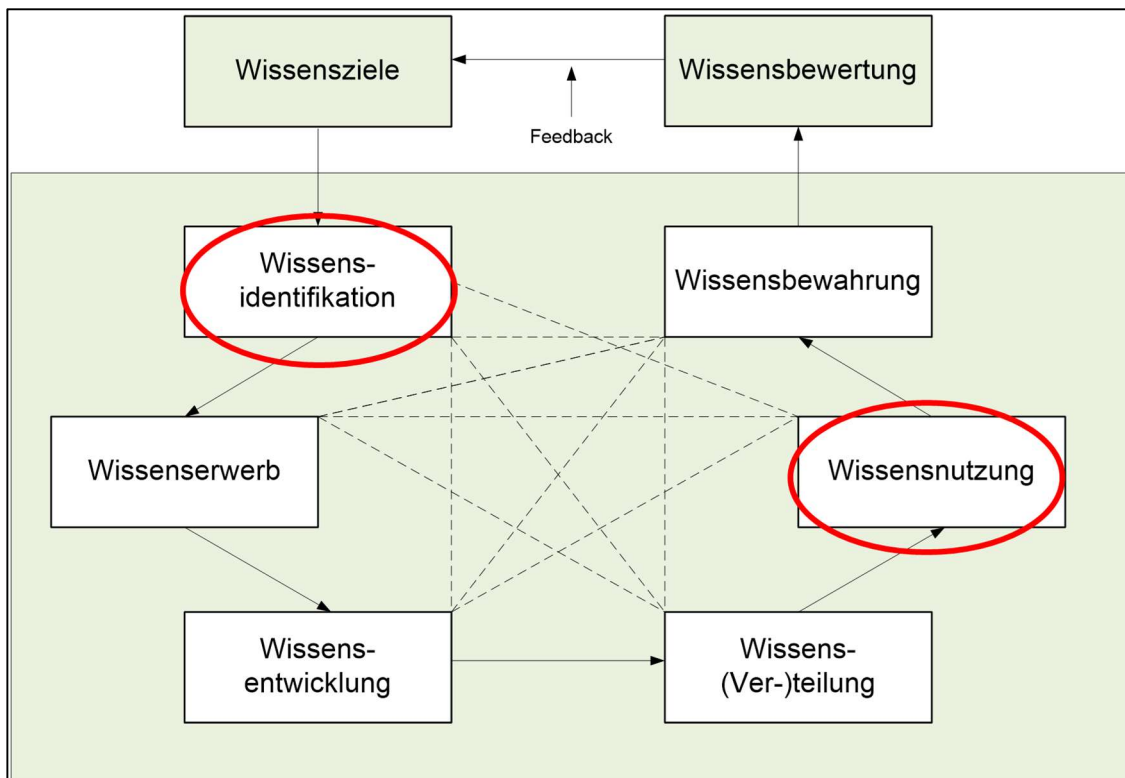 Wissensziele
Wissensbewertung
Feedback
Wissens-
identifikation
Wissensbewahrung
Wissenserwerb
Wissensnutzung
Wissens-
entwicklung
Wissens-
(Ver-)teilung